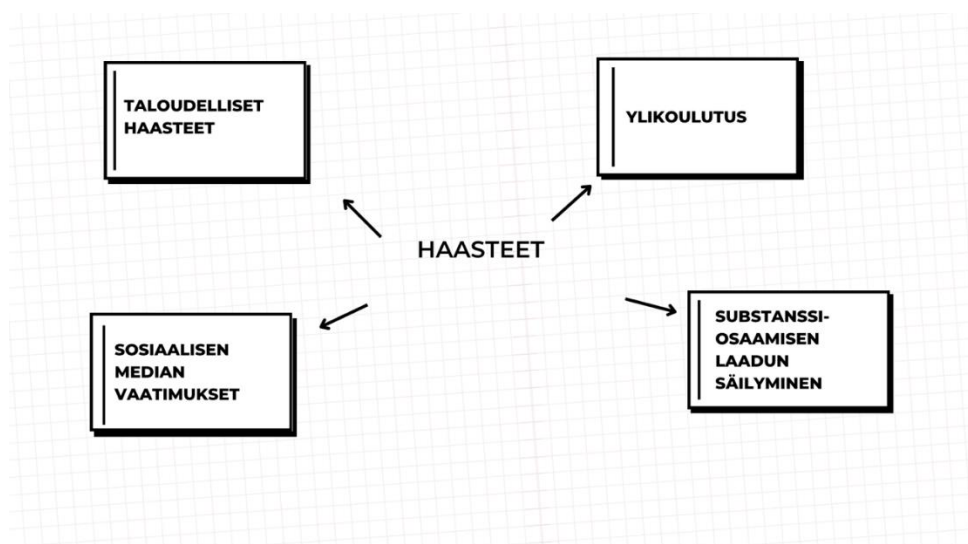 TALOUDELLISET
HAASTEET
YLIKOULUTUS
HAASTEET
SOSIAALISEN
MEDIAN
VAATIMUKSET
SUBSTANSSI-
OSAAMISEN
LAADUN
SÄILYMINEN